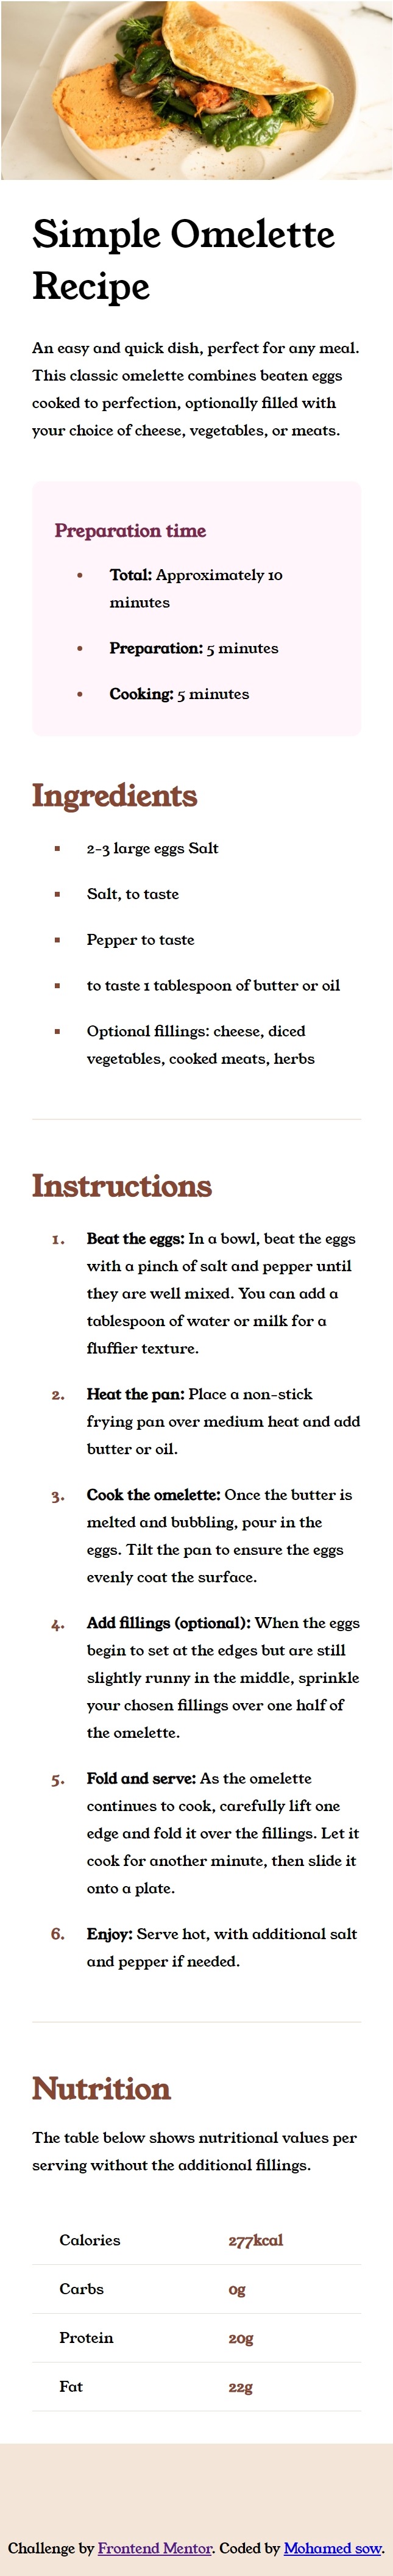 Simple Omelette
Recipe
An easy and quick dish, perfect for any meal.
This classic omelette combines beaten eggs
cooked to perfection, optionally filled with
your choice of cheese, vegetables, or meats.
Preparation time
• Total: Approximately 10
minutes
• Preparation: 5 minutes
• Cooking: 5 minutes
Ingredients
▪ 2-3 large eggs Salt
▪ Salt, to taste
▪ Pepper to taste
▪ to taste 1 tablespoon of butter or oil
▪ Optional fillings: cheese, diced
vegetables, cooked meats, herbs
Instructions
1. Beat the eggs: In a bowl, beat the eggs
with a pinch of salt and pepper until
they are well mixed. You can add a
tablespoon of water or milk for a
fluffier texture.
2. Heat the pan: Place a non-stick
frying pan over medium heat and add
butter or oil.
3. Cook the omelette: Once the butter is
melted and bubbling, pour in the
eggs. Tilt the pan to ensure the eggs
evenly coat the surface.
4. Add fillings (optional): When the eggs
begin to set at the edges but are still
slightly runny in the middle, sprinkle
your chosen fillings over one half of
the omelette.
5. Fold and serve: As the omelette
continues to cook, carefully lift one
edge and fold it over the fillings. Let it
cook for another minute, then slide it
onto a plate.
6. Enjoy: Serve hot, with additional salt
and pepper if needed.
Nutrition
The table below shows nutritional values per
serving without the additional fillings.
Calories 277kcal
Carbs 0g
Protein 20g
Fat 22g
Challenge by Frontend Mentor. Coded by Mohamed sow.